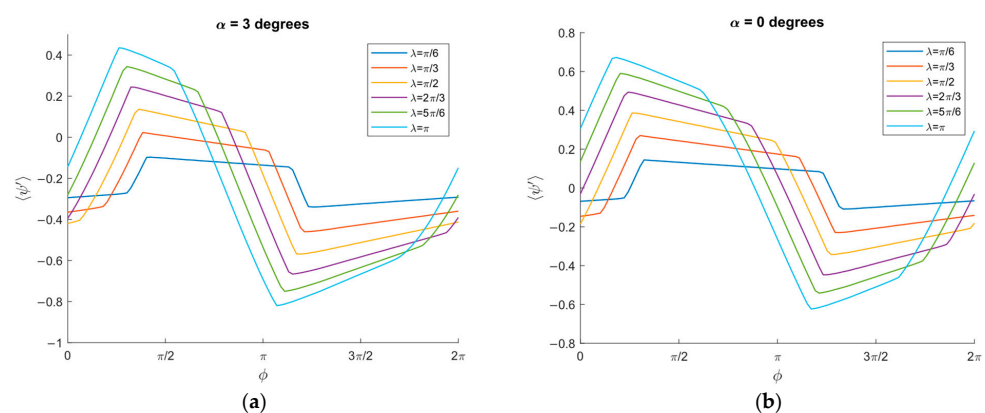 α = 3 degrees
0.4
0.2
0
−0.2
−0.4
−0.6
−0.8
−1
⟨ψ′⟩
λ=π/6
λ=π/3
λ=π/2
λ=2π/3
λ=5π/6
λ=π
0 π/2 π 3π/2 2π
ϕ
(a)
α = 0 degrees
0.8
0.6
0.4
0.2
0
−0.2
−0.4
−0.6
−0.8
⟨ψ′⟩
λ=π/6
λ=π/3
λ=π/2
λ=2π/3
λ=5π/6
λ=π
0 π/2 π 3π/2 2π
ϕ
(b)